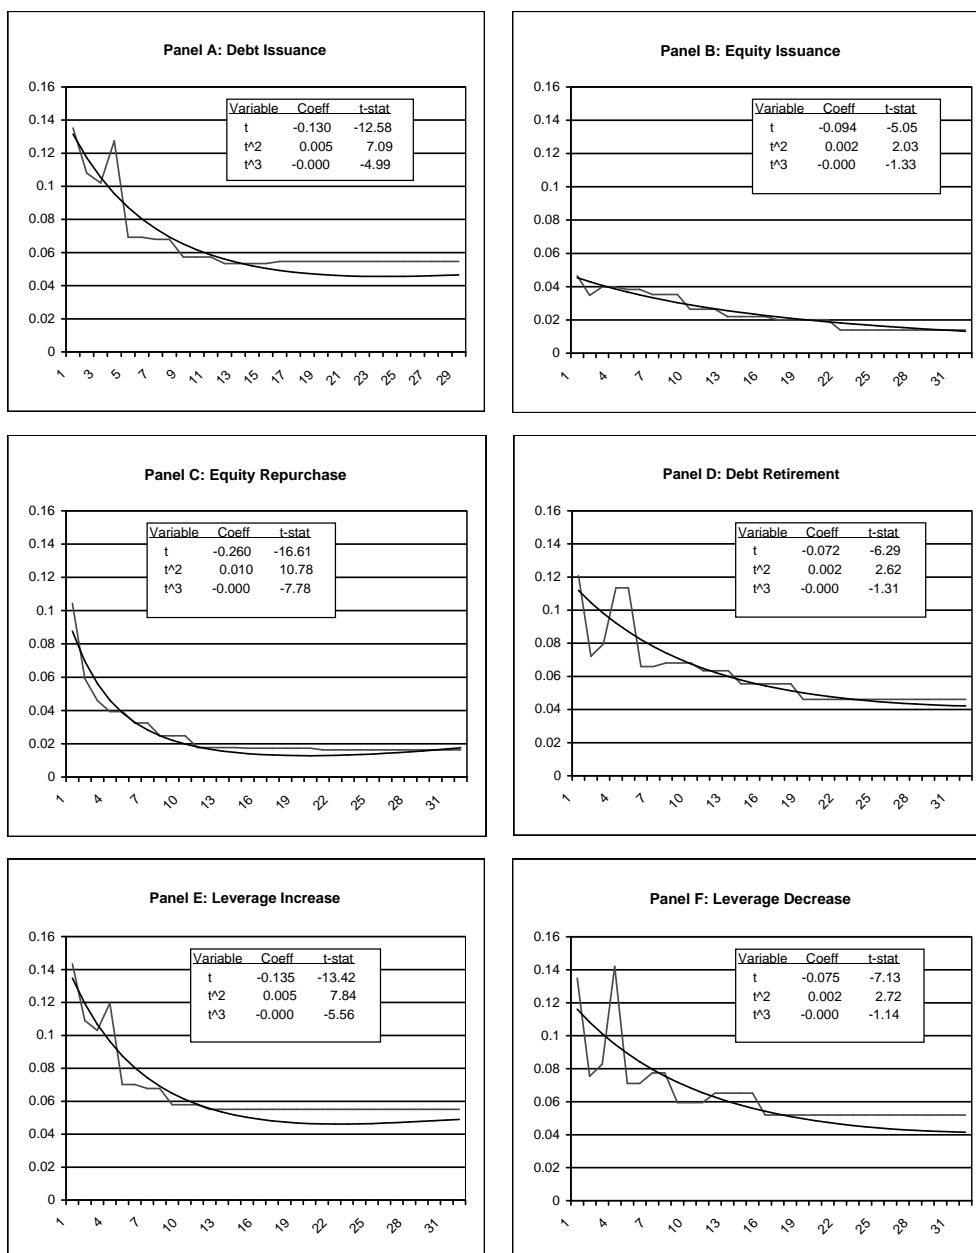 Panel A: Debt Issuance
0.16
0.14
0.12
0.1
0.08
0.06
0.04
0.02
0
Variable Coeff t-stat
t -0.130 -12.58
t^2 0.005 7.09
t^3 -0.000 -4.99
1 3 5 7 9 11 13 15 17 19 21 23 25 27 29
Panel B: Equity Issuance
0.16
0.14
0.12
0.1
0.08
0.06
0.04
0.02
0
Variable Coeff t-stat
t -0.094 -5.05
t^2 0.002 2.03
t^3 -0.000 -1.33
1 4 7 10 13 16 19 22 25 28 31
Panel C: Equity Repurchase
0.16
0.14
0.12
0.1
0.08
0.06
0.04
0.02
0
Variable Coeff t-stat
t -0.260 -16.61
t^2 0.010 10.78
t^3 -0.000 -7.78
1 4 7 10 13 16 19 22 25 28 31
Panel D: Debt Retirement
0.16
0.14
0.12
0.1
0.08
0.06
0.04
0.02
0
Variable Coeff t-stat
t -0.072 -6.29
t^2 0.002 2.62
t^3 -0.000 -1.31
1 4 7 10 13 16 19 22 25 28 31
Panel E: Leverage Increase
0.16
0.14
0.12
0.1
0.08
0.06
0.04
0.02
0
Variable Coeff t-stat
t -0.135 -13.42
t^2 0.005 7.84
t^3 -0.000 -5.56
1 4 7 10 13 16 19 22 25 28 31
Panel F: Leverage Decrease
0.16
0.14
0.12
0.1
0.08
0.06
0.04
0.02
0
Variable Coeff t-stat
t -0.075 -7.13
t^2 0.002 2.72
t^3 -0.000 -1.14
1 4 7 10 13 16 19 22 25 28 31